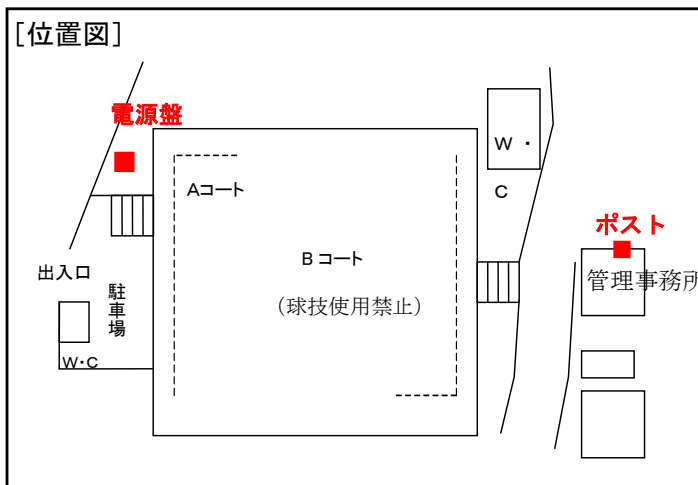 [位置図]
電源盤
W・
C
Aコート
ポスト
Bコート
出入口
管理事務所
駐車場
(球技使用禁止)
W・C